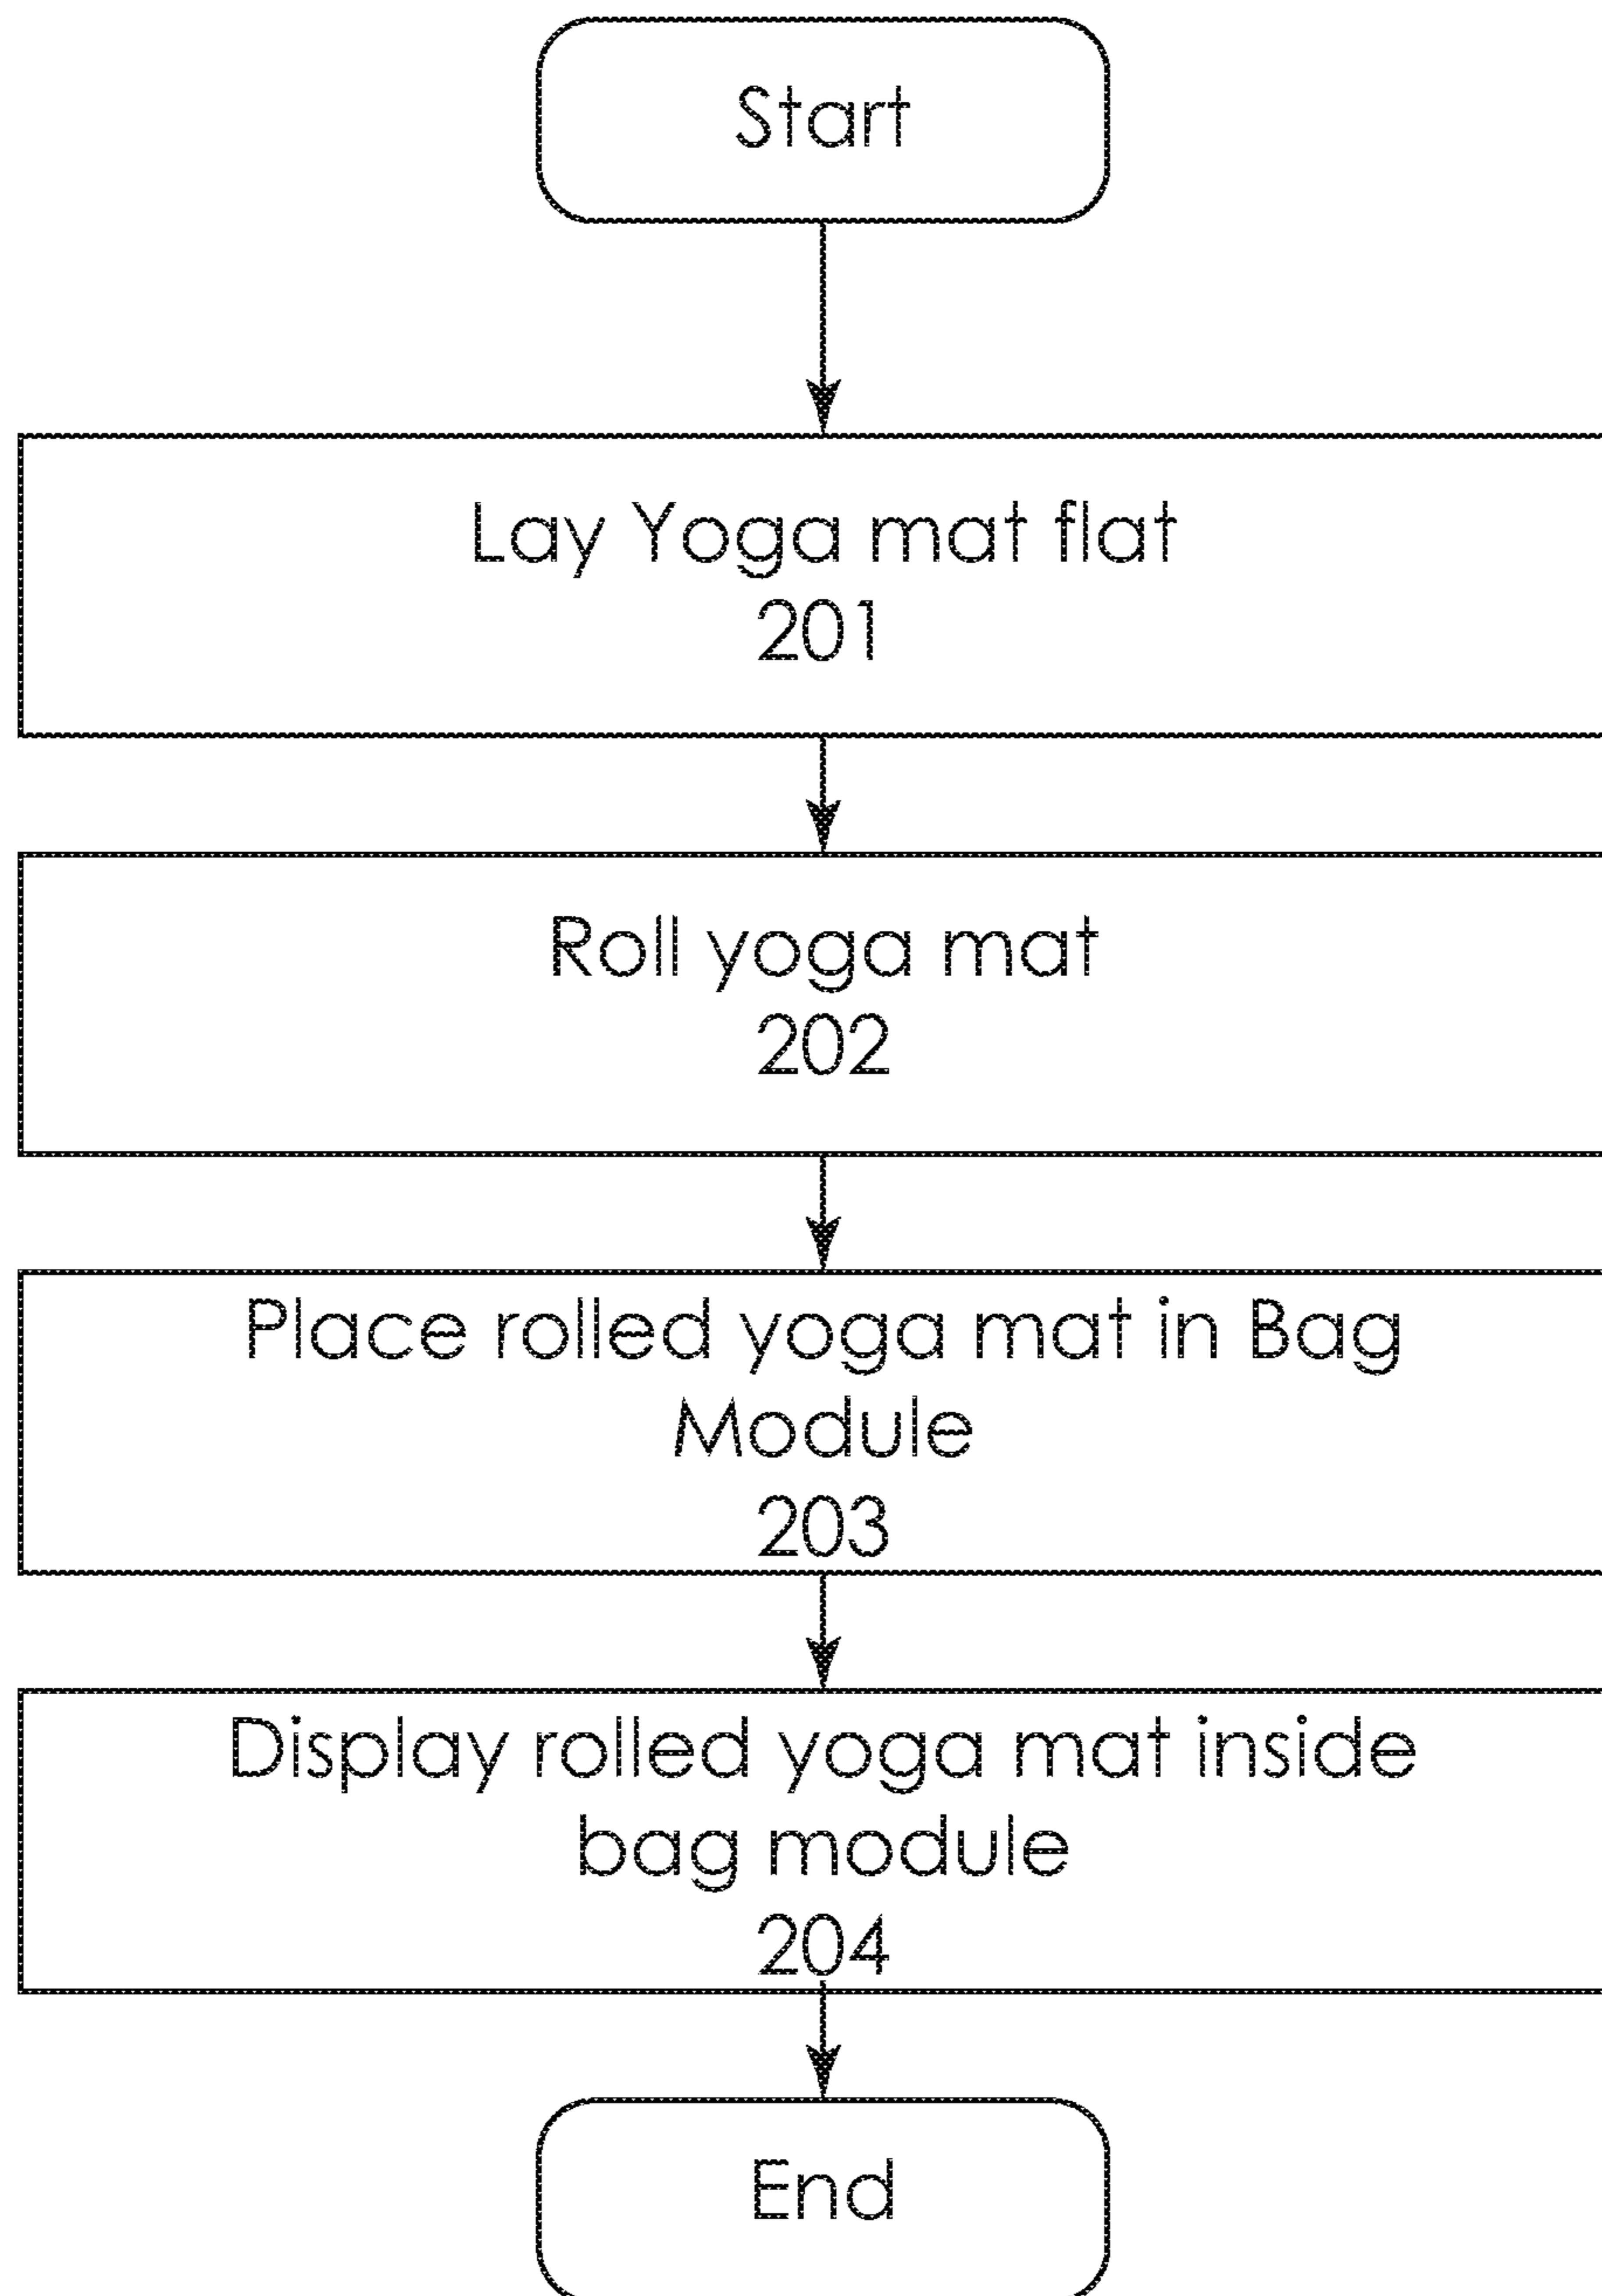 Start
Lay Yoga mat flat
201
Roll yoga mat
202
Place rolled yoga mat in Bag
Module
203
Display rolled yoga mat inside
bag module
204
End